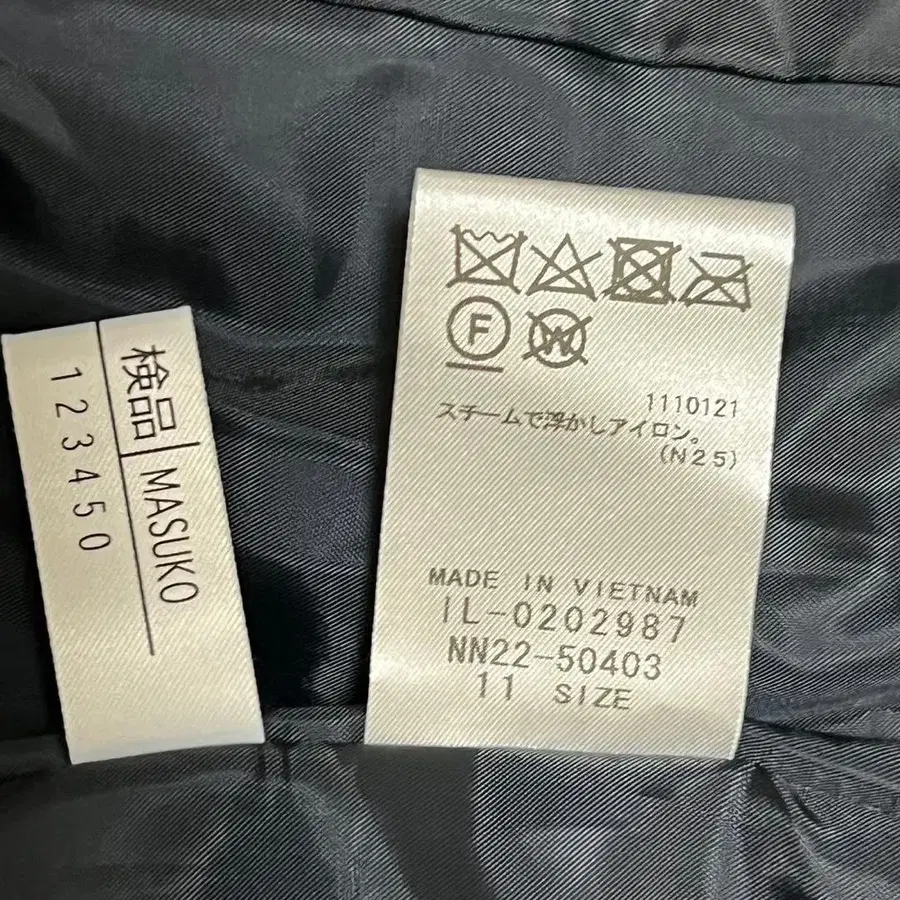 検品 MASUKO
123450
F
W
1110121
スチームで浮かしアイロン。
(N25)
MADE IN VIETNAM
IL-0202987
NN22-50403
11 SIZE